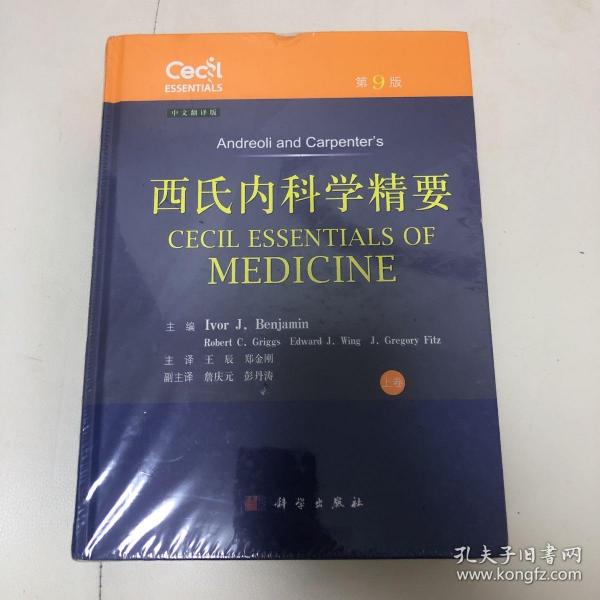 Cecil
ESSENTIALS
第9版
中文翻译版
Andreoli and Carpenter's
西氏内科学精要
CECIL ESSENTIALS OF
MEDICINE
主编 Ivor J. Benjamin
Robert C. Griggs Edward J. Wing J. Gregory Fitz
主译 王辰 郑金刚
副主译 詹庆元 彭丹涛
上卷
科学出版社
孔夫子旧书网
www.kongfz.com